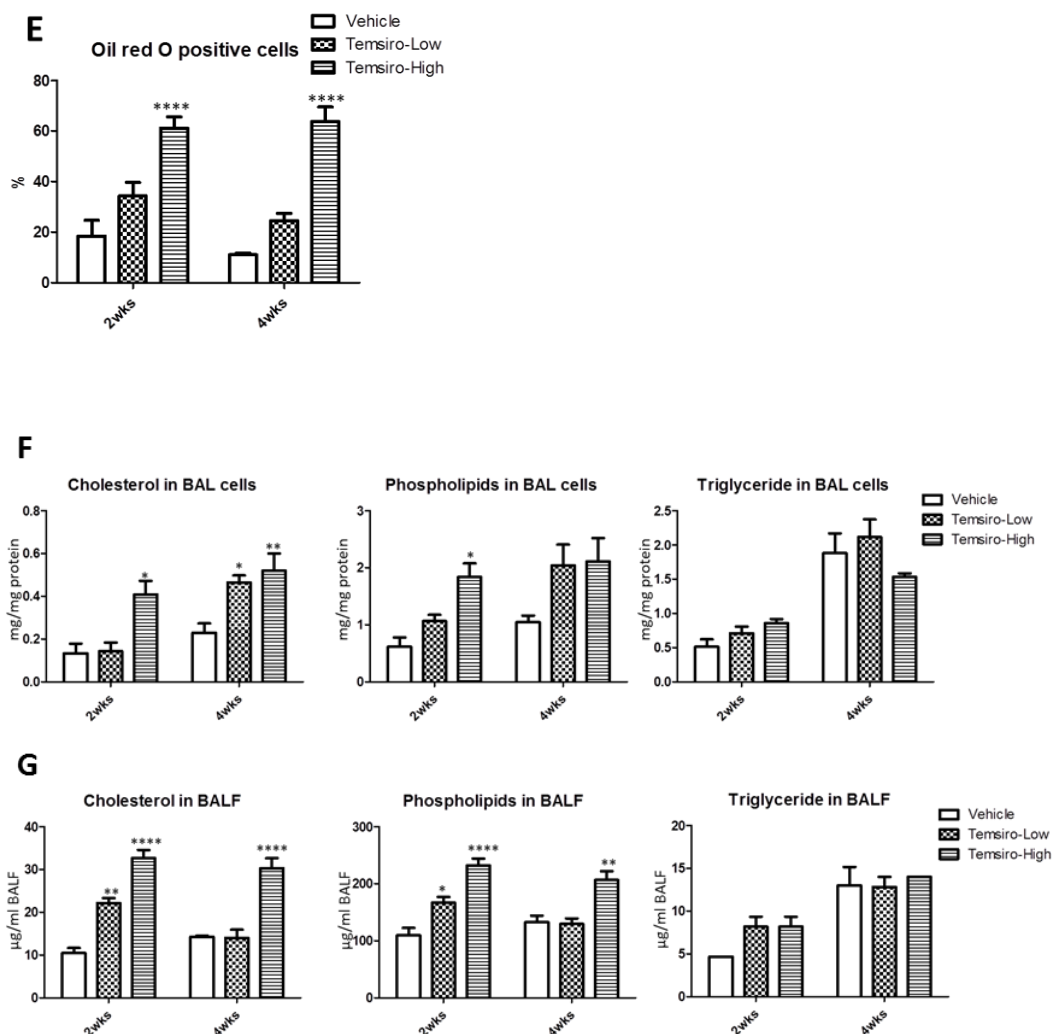 E
Oil red O positive cells
Vehicle
Temsiro-Low
Temsiro-High
80
60
40
20
0
%
****
****
2wks
4wks
F
Cholesterol in BAL cells
0.8
0.6
0.4
0.2
0.0
mg/mg protein
*
*
**
2wks
4wks
Phospholipids in BAL cells
3
2
1
0
mg/mg protein
*
2wks
4wks
Triglyceride in BAL cells
2.5
2.0
1.5
1.0
0.5
0.0
mg/mg protein
2wks
4wks
Vehicle
Temsiro-Low
Temsiro-High
G
Cholesterol in BALF
40
30
20
10
0
µg/ml BALF
**
****
****
2wks
4wks
Phospholipids in BALF
300
200
100
0
µg/ml BALF
*
****
**
2wks
4wks
Triglyceride in BALF
20
15
10
5
0
µg/ml BALF
2wks
4wks
Vehicle
Temsiro-Low
Temsiro-High